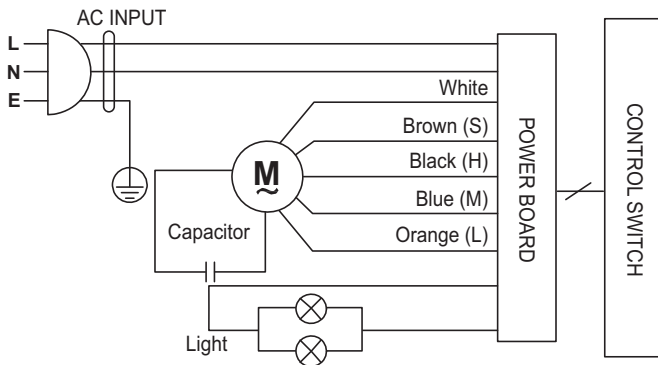 AC INPUT
L
N
E
White
Brown (S)
Black (H)
Blue (M)
Orange (L)
M
~
Capacitor
Light
POWER BOARD
CONTROL SWITCH